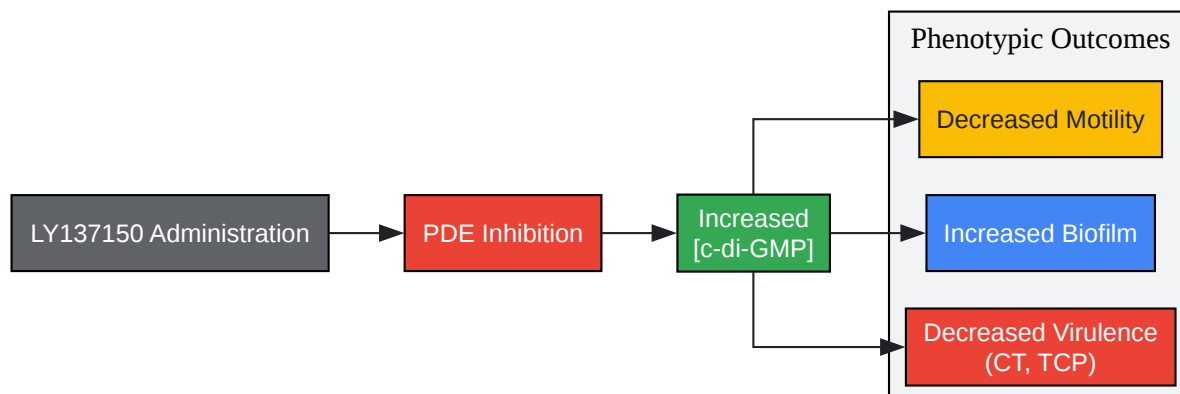 Phenotypic Outcomes
Decreased Motility
LY137150 Administration
PDE Inhibition
Increased
[c-di-GMP]
Increased Biofilm
Decreased Virulence
(CT, TCP)